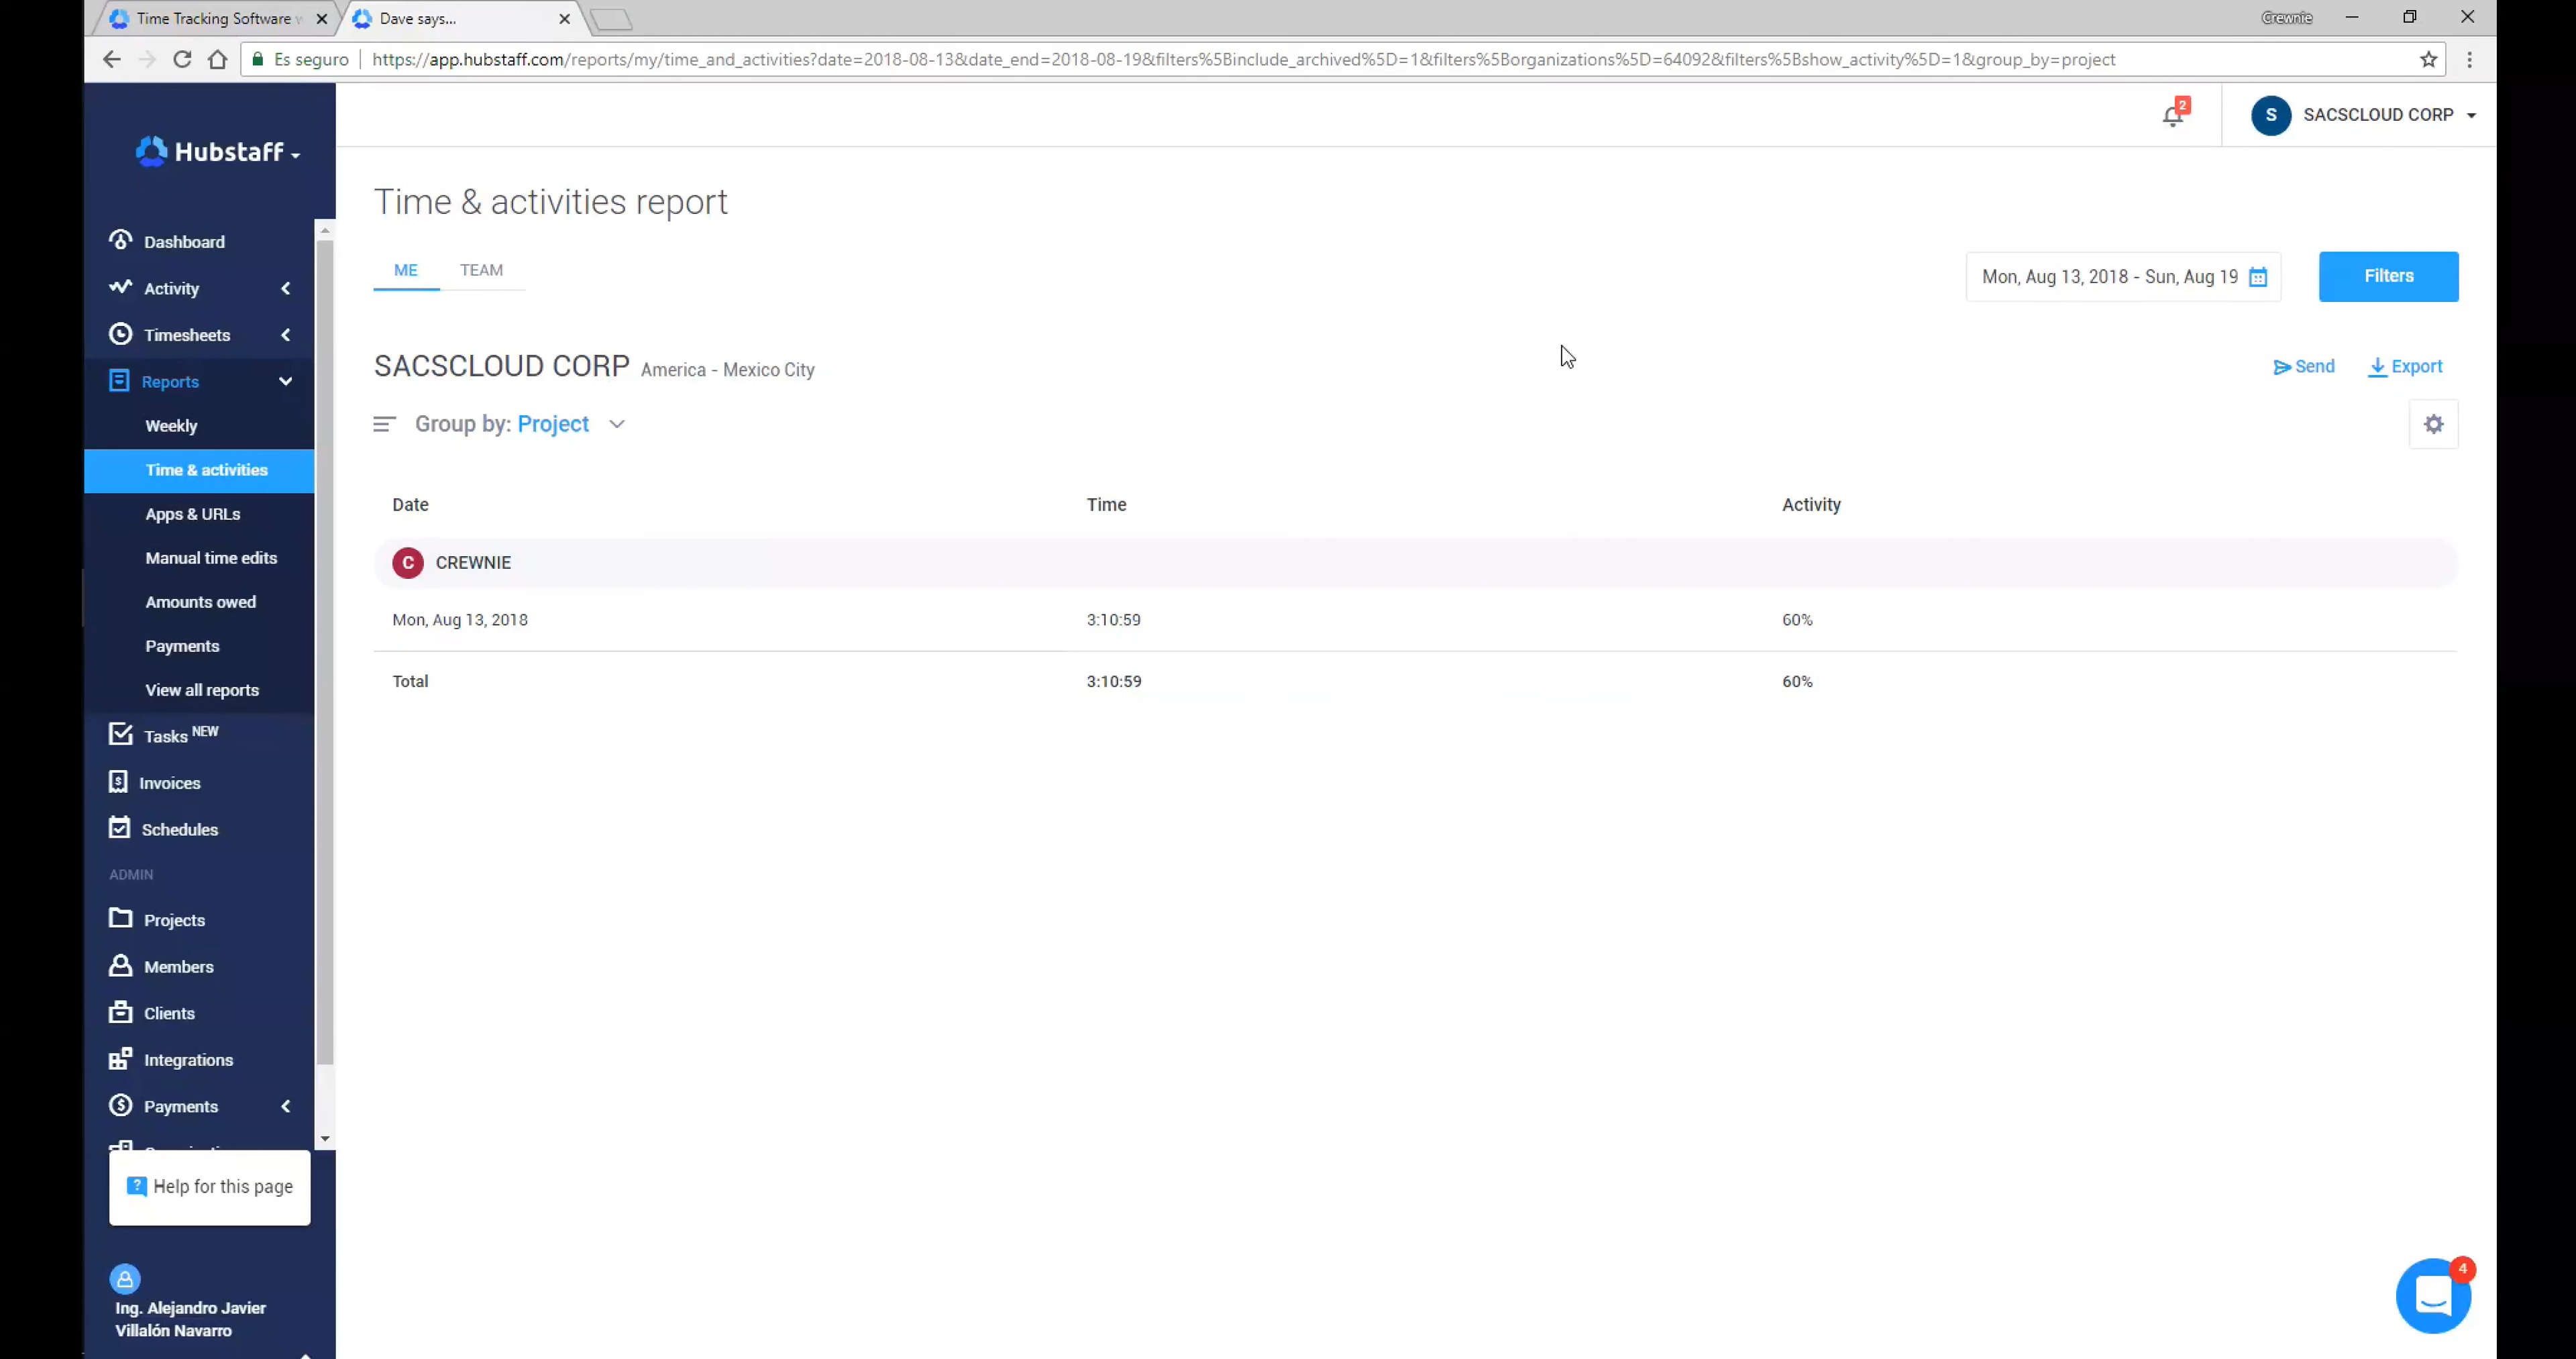 Time Tracking Software
Dave says...
Crewnie
Es seguro
https://app.hubstaff.com/reports/my/time_and_activities?date=2018-08-13&date_end=2018-08-19&filters%5Binclude_archived%5D=1&filters%5Borganizations%5D=64092&filters%5Bshow_activity%5D=1&group_by=project
Hubstaff
2
S SACSCLOUD CORP
Time & activities report
ME TEAM
Mon, Aug 13, 2018 - Sun, Aug 19
Filters
SACSCLOUD CORP America - Mexico City
Send Export
Group by: Project
Date Time Activity
C CREWNIE
Mon, Aug 13, 2018 3:10:59 60%
Total 3:10:59 60%
Dashboard
Activity
Timesheets
Reports
Weekly
Time & activities
Apps & URLs
Manual time edits
Amounts owed
Payments
View all reports
Tasks NEW
Invoices
Schedules
ADMIN
Projects
Members
Clients
Integrations
Payments
? Help for this page
Ing. Alejandro Javier
Villalón Navarro
4